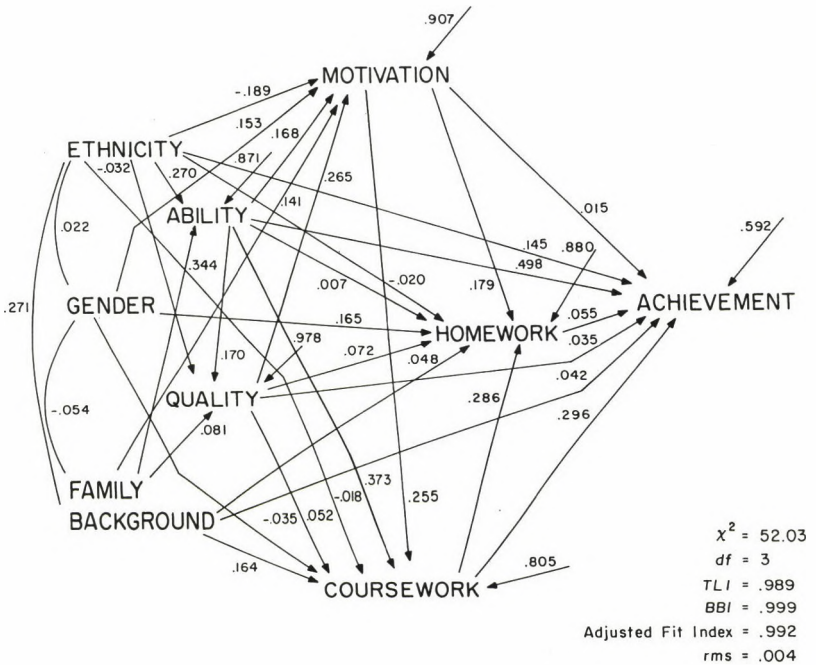 .907
MOTIVATION
-.189
.153
.168
ETHNICITY
.871
-.032
.270
.265
.141
ABILITY
.015
.022
.592
.145
.880
.344
.498
-.020
.007
.179
.271
GENDER
ACHIEVEMENT
.165
.055
HOMEWORK
.978
.035
.170
.072
.048
.042
QUALITY
.286
-.054
.296
.081
.373
FAMILY
BACKGROUND
-.018
.255
-.035
.052
χ² = 52.03
.164
.805
df = 3
COURSEWORK
TLI = .989
BBI = .999
Adjusted Fit Index = .992
rms = .004